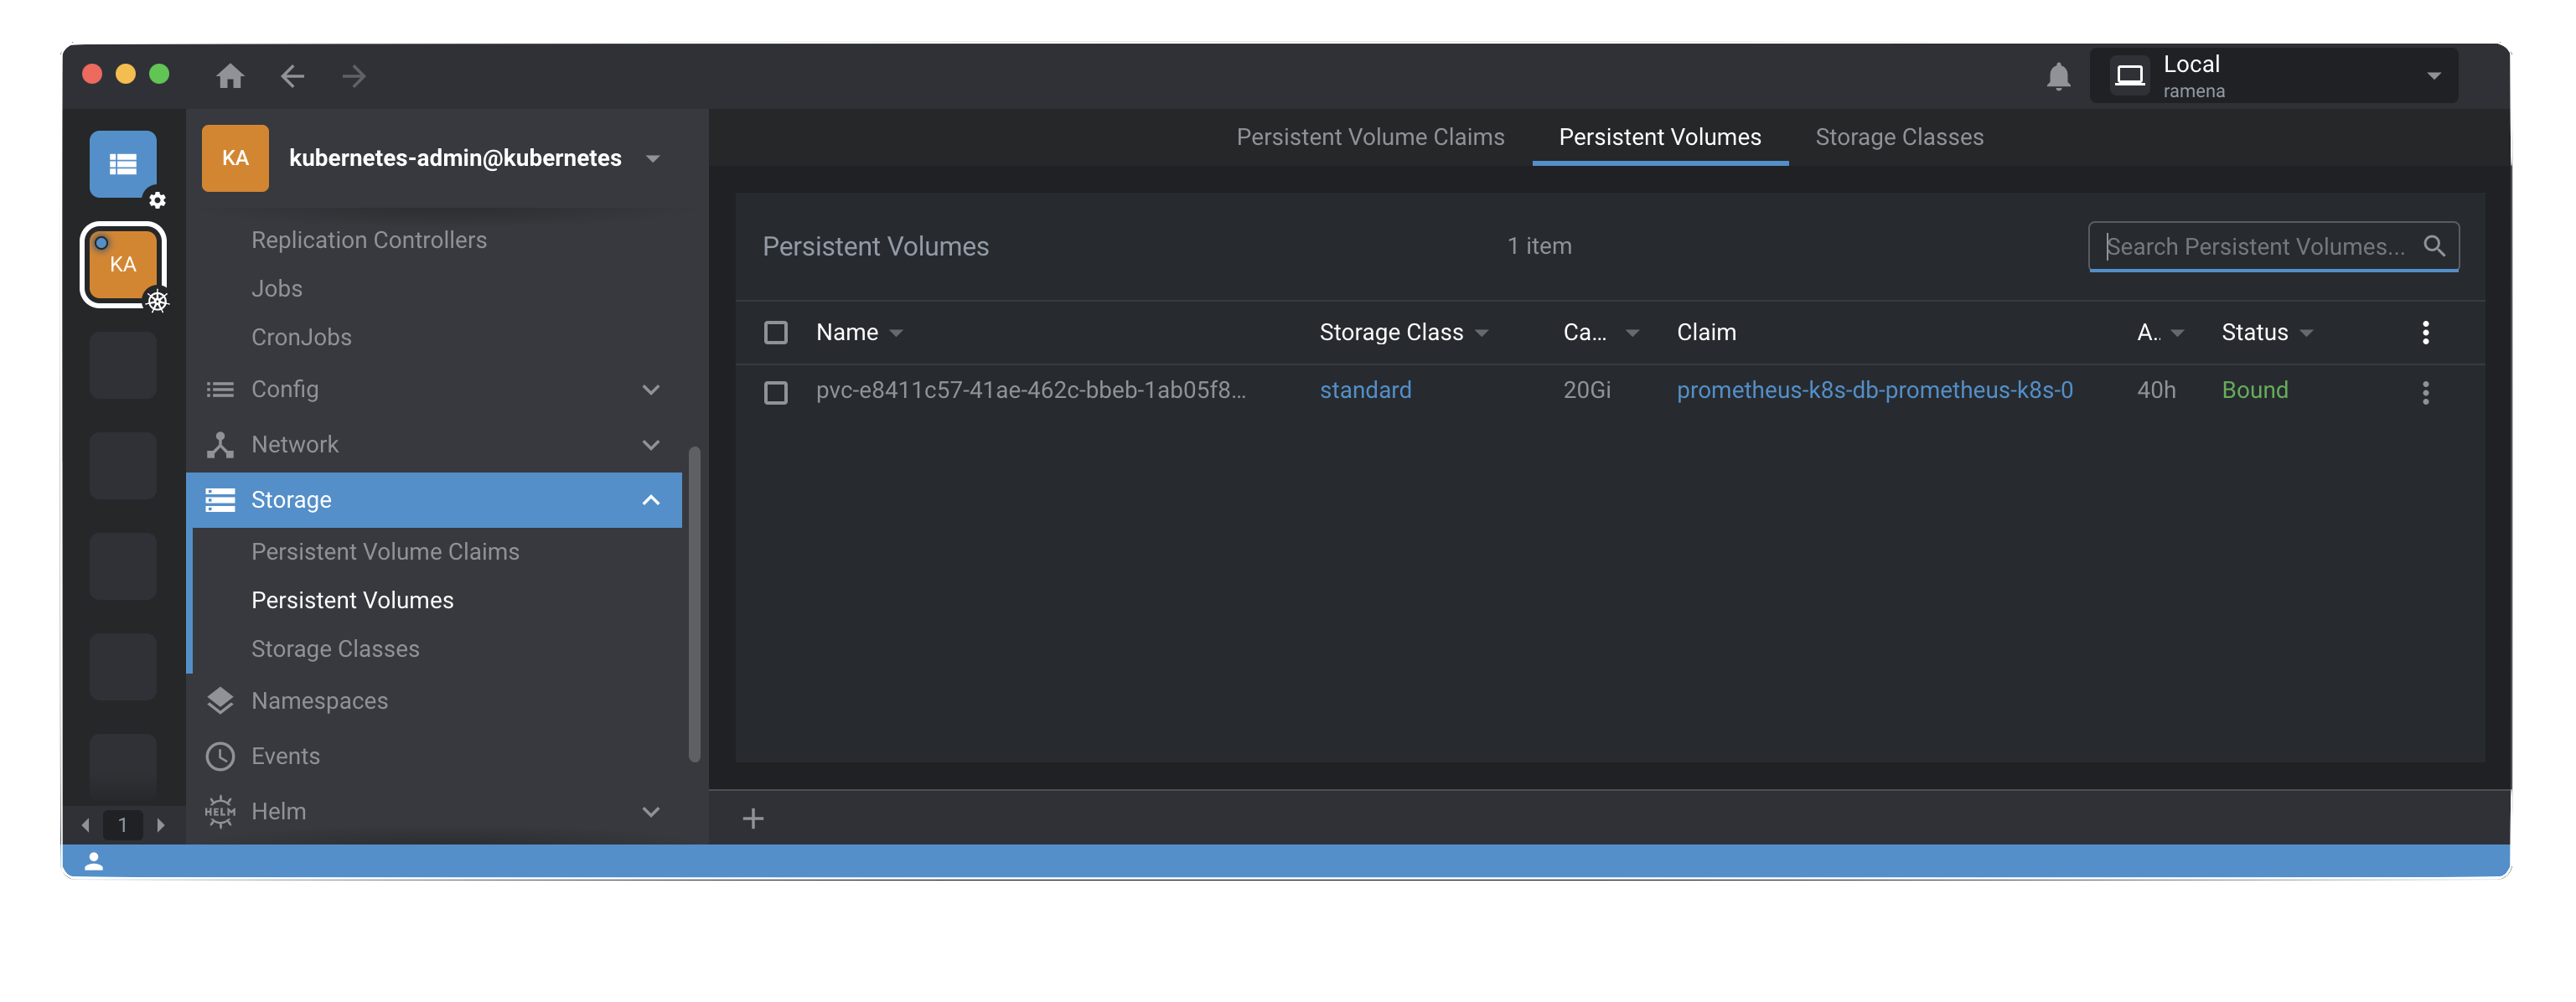 Local
ramena
KA
kubernetes-admin@kubernetes
KA
Replication Controllers
Jobs
CronJobs
Config
Network
Storage
Persistent Volume Claims
Persistent Volumes
Storage Classes
Namespaces
Events
HELM
Helm
1
Persistent Volume Claims
Persistent Volumes
Storage Classes
Persistent Volumes
1 item
Search Persistent Volumes...
Name Storage Class Ca... Claim A.. Status
pvc-e8411c57-41ae-462c-bbeb-1ab05f8... standard 20Gi prometheus-k8s-db-prometheus-k8s-0 40h Bound